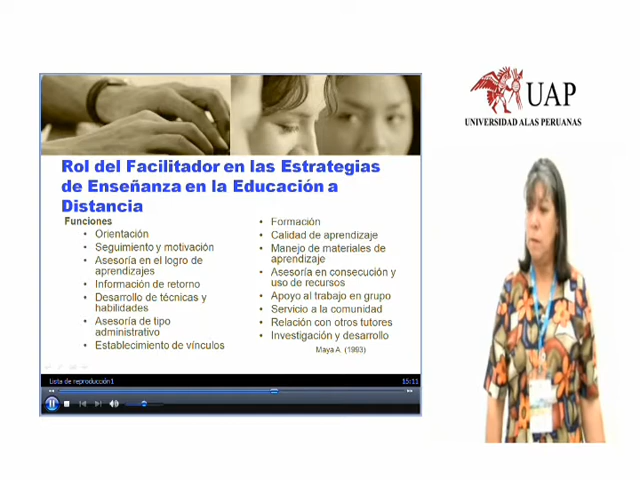 UAP
UNIVERSIDAD ALAS PERUANAS
Rol del Facilitador en las Estrategias
de Enseñanza en la Educación a
Distancia
Funciones
• Orientación
• Seguimiento y motivación
• Asesoría en el logro de
aprendizajes
• Información de retorno
• Desarrollo de técnicas y
habilidades
• Asesoría de tipo
administrativo
• Establecimiento de vínculos
• Formación
• Calidad de aprendizaje
• Manejo de materiales de
aprendizaje
• Asesoría en consecución y
uso de recursos
• Apoyo al trabajo en grupo
• Servicio a la comunidad
• Relación con otros tutores
• Investigación y desarrollo
Maya A. (1993)
Lista de reproducción1
15:11